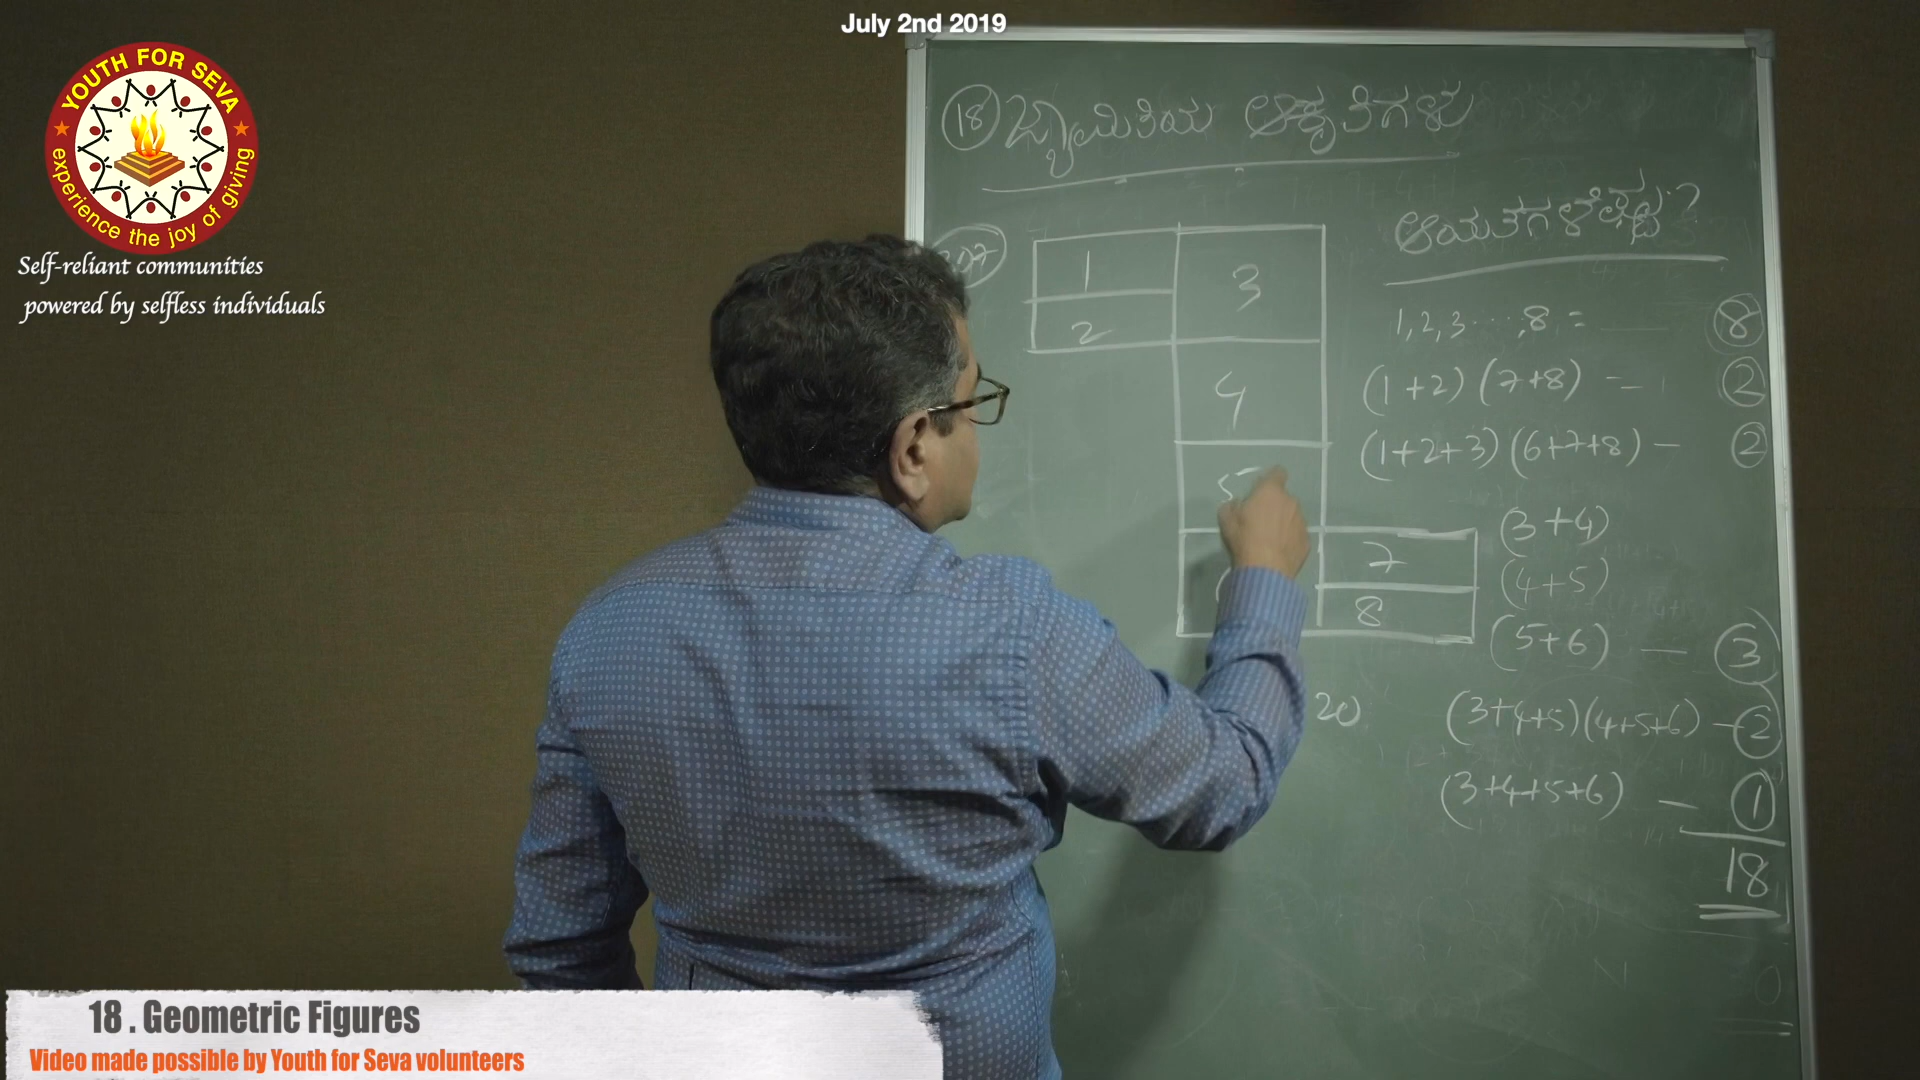 July 2nd 2019
YOUTH FOR SEVA
experience the joy of giving
Self-reliant communities
powered by selfless individuals
18 ಜ್ಯಾಮಿತಿಯ ಆಕೃತಿಗಳು
ಆಯತಗಳೆಷ್ಟು?
1 3
2
4
5
7
8
1,2,3....,8 = 8
(1+2) (7+8) = 2
(1+2+3) (6+7+8) — 2
(3+4)
(4+5)
(5+6) — 3
20
(3+4+5)(4+5+6) — 2
(3+4+5+6) — 1
18
18 . Geometric Figures
Video made possible by Youth for Seva volunteers